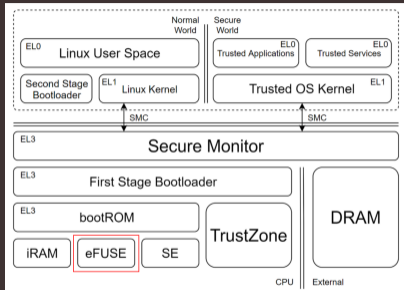 Normal World
Secure World
EL0
Linux User Space
EL0
Trusted Applications
EL0
Trusted Services
Second Stage
Bootloader
EL1
Linux Kernel
Trusted OS Kernel
EL1
SMC
SMC
EL3
Secure Monitor
EL3
First Stage Bootloader
EL3
bootROM
TrustZone
DRAM
iRAM
eFUSE
SE
CPU
External